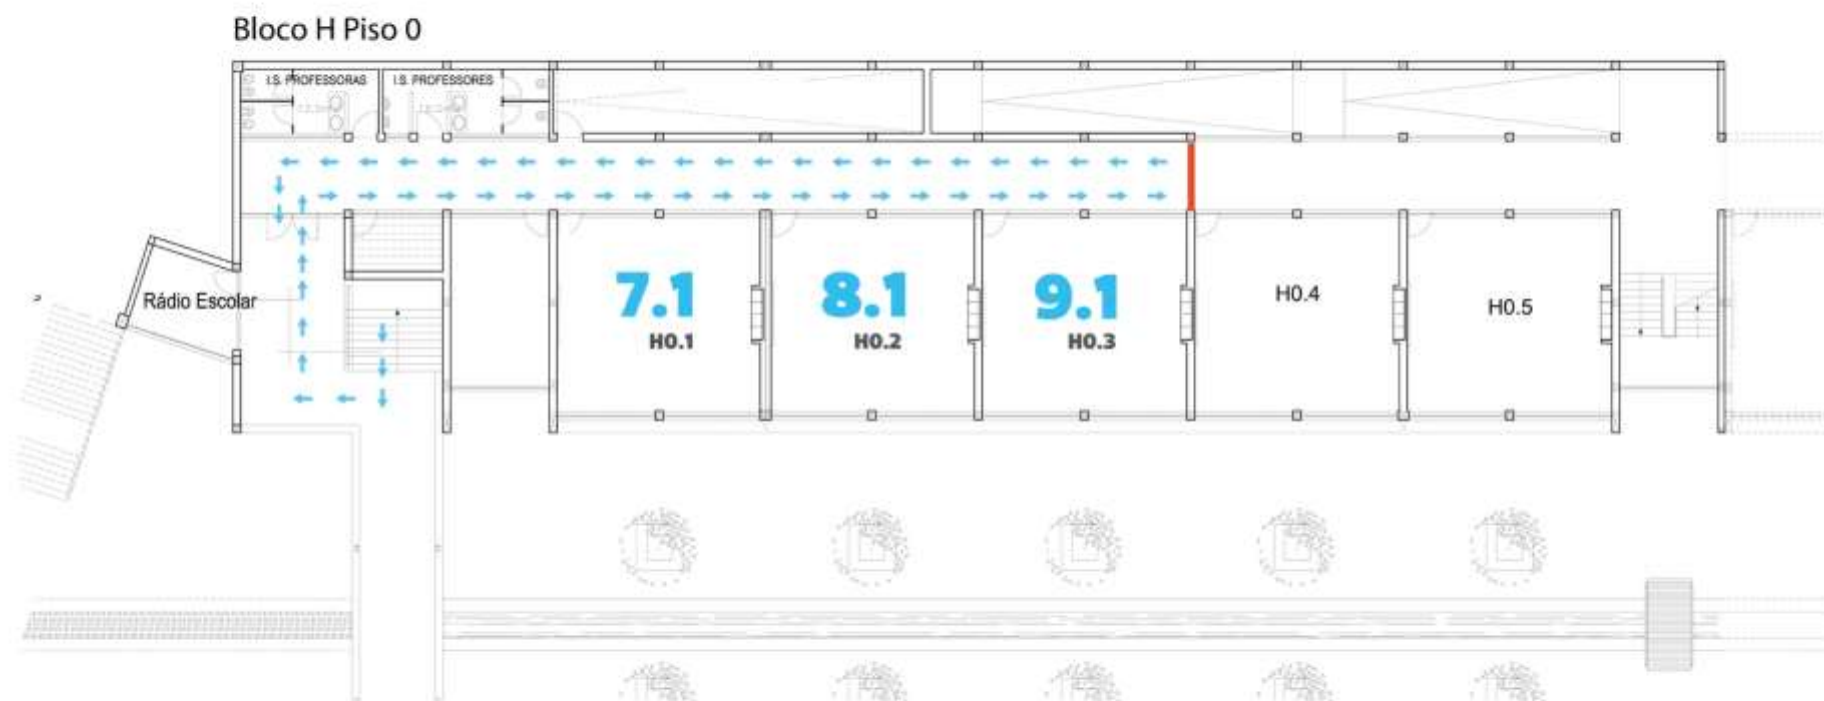 Bloco H Piso 0
I.S. PROFESSORAS
I.S. PROFESSORES
Rádio Escolar
7.1
H0.1
8.1
H0.2
9.1
H0.3
H0.4
H0.5